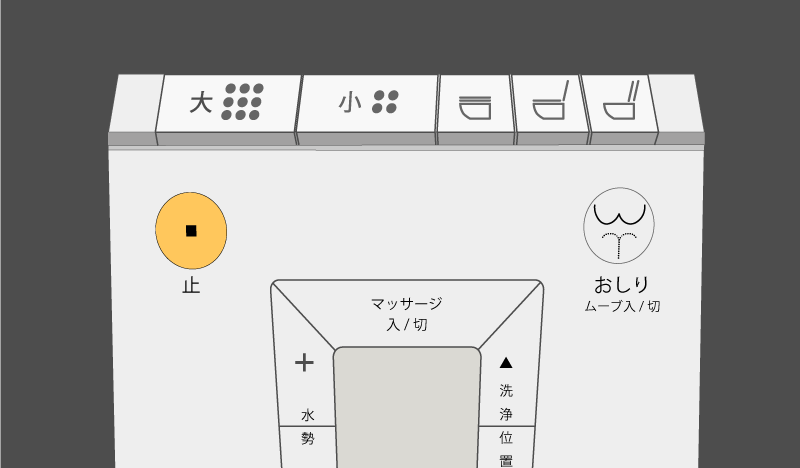 大
小
止
おしり
ムーブ入/切
マッサージ
入/切
＋
水勢
▲
洗浄位置